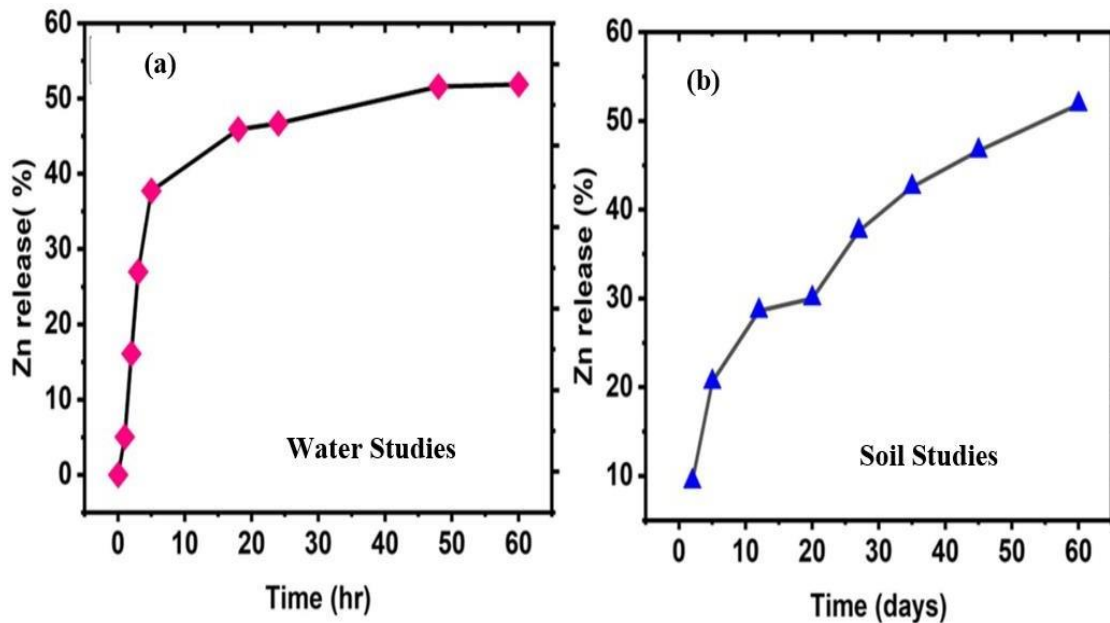 (a)
60
50
40
30
20
10
0
Zn release( %)
Water Studies
0 10 20 30 40 50 60
Time (hr)
(b)
60
50
40
30
20
10
Zn release (%)
Soil Studies
0 10 20 30 40 50 60
Time (days)